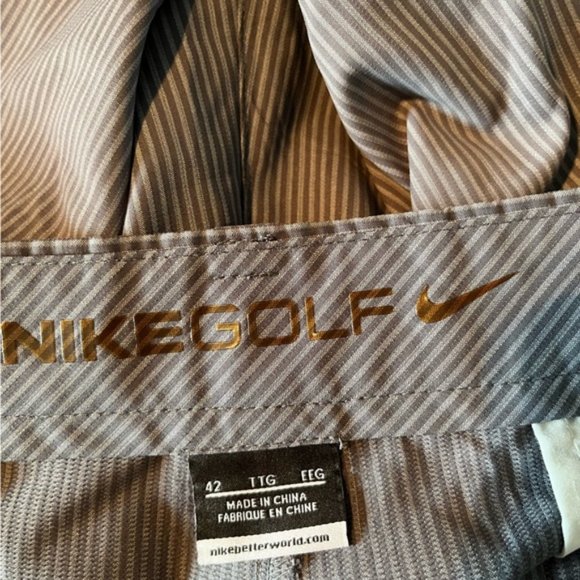 NIKEGOLF
42 TTG EEG
MADE IN CHINA
FABRIQUE EN CHINE
nikebetterworld.com